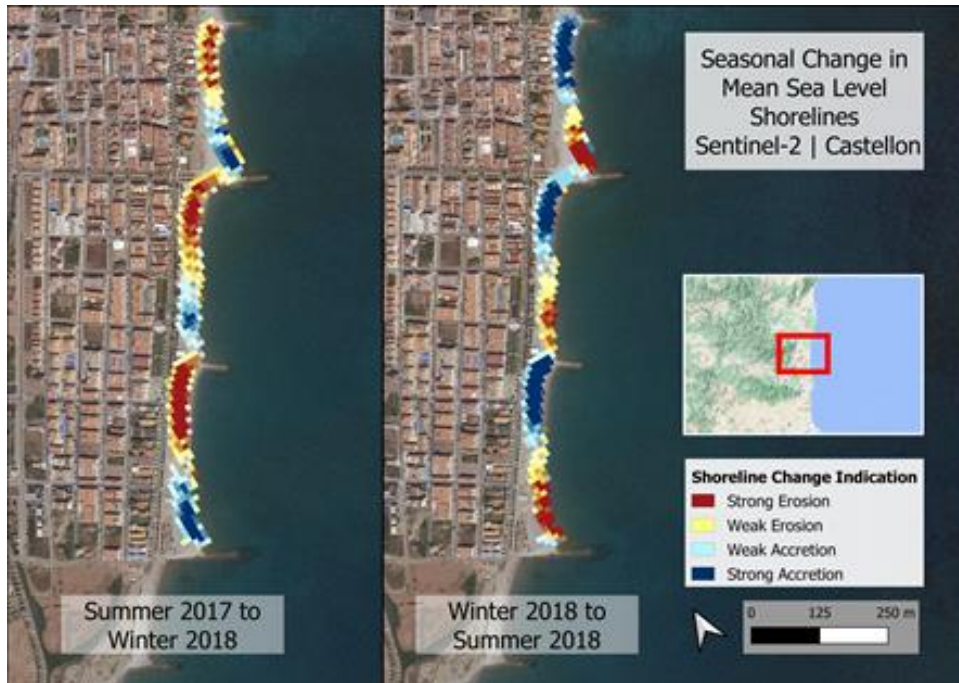 Seasonal Change in
Mean Sea Level
Shorelines
Sentinel-2 | Castellon
Shoreline Change Indication
Strong Erosion
Weak Erosion
Weak Accretion
Strong Accretion
Summer 2017 to
Winter 2018
Winter 2018 to
Summer 2018
0 125 250 m